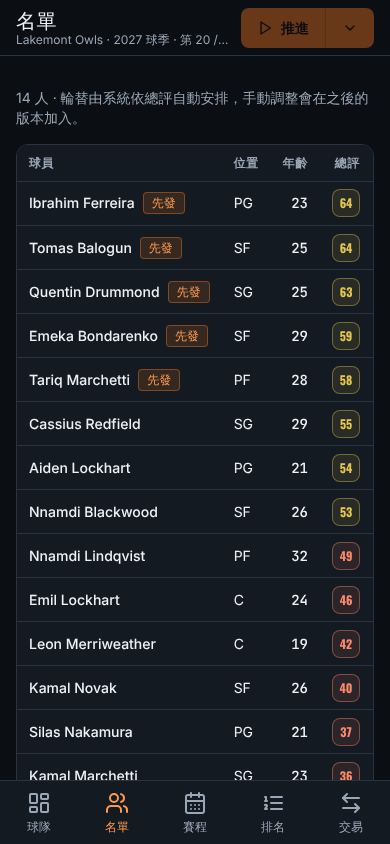 名單
Lakemont Owls · 2027 球季 · 第 20 /...
推進
14 人 · 輪替由系統依總評自動安排，手動調整會在之後的
版本加入。
球員 位置 年齡 總評
Ibrahim Ferreira 先發 PG 23 64
Tomas Balogun 先發 SF 25 64
Quentin Drummond 先發 SG 25 63
Emeka Bondarenko 先發 SF 29 59
Tariq Marchetti 先發 PF 28 58
Cassius Redfield SG 29 55
Aiden Lockhart PG 21 54
Nnamdi Blackwood SF 26 53
Nnamdi Lindqvist PF 32 49
Emil Lockhart C 24 46
Leon Merriweather C 19 42
Kamal Novak SF 26 40
Silas Nakamura PG 21 37
Kamal Marchetti SG 23 36
球隊 名單 賽程 排名 交易